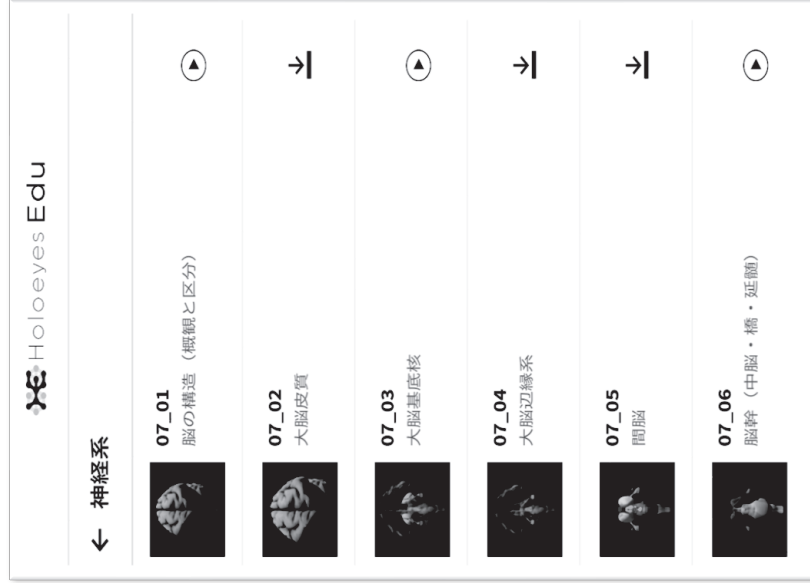 Holoeyes Edu
← 神経系
07_01
脳の構造（概観と区分）
07_02
大脳皮質
07_03
大脳基底核
07_04
大脳辺縁系
07_05
間脳
07_06
脳幹（中脳・橋・延髄）